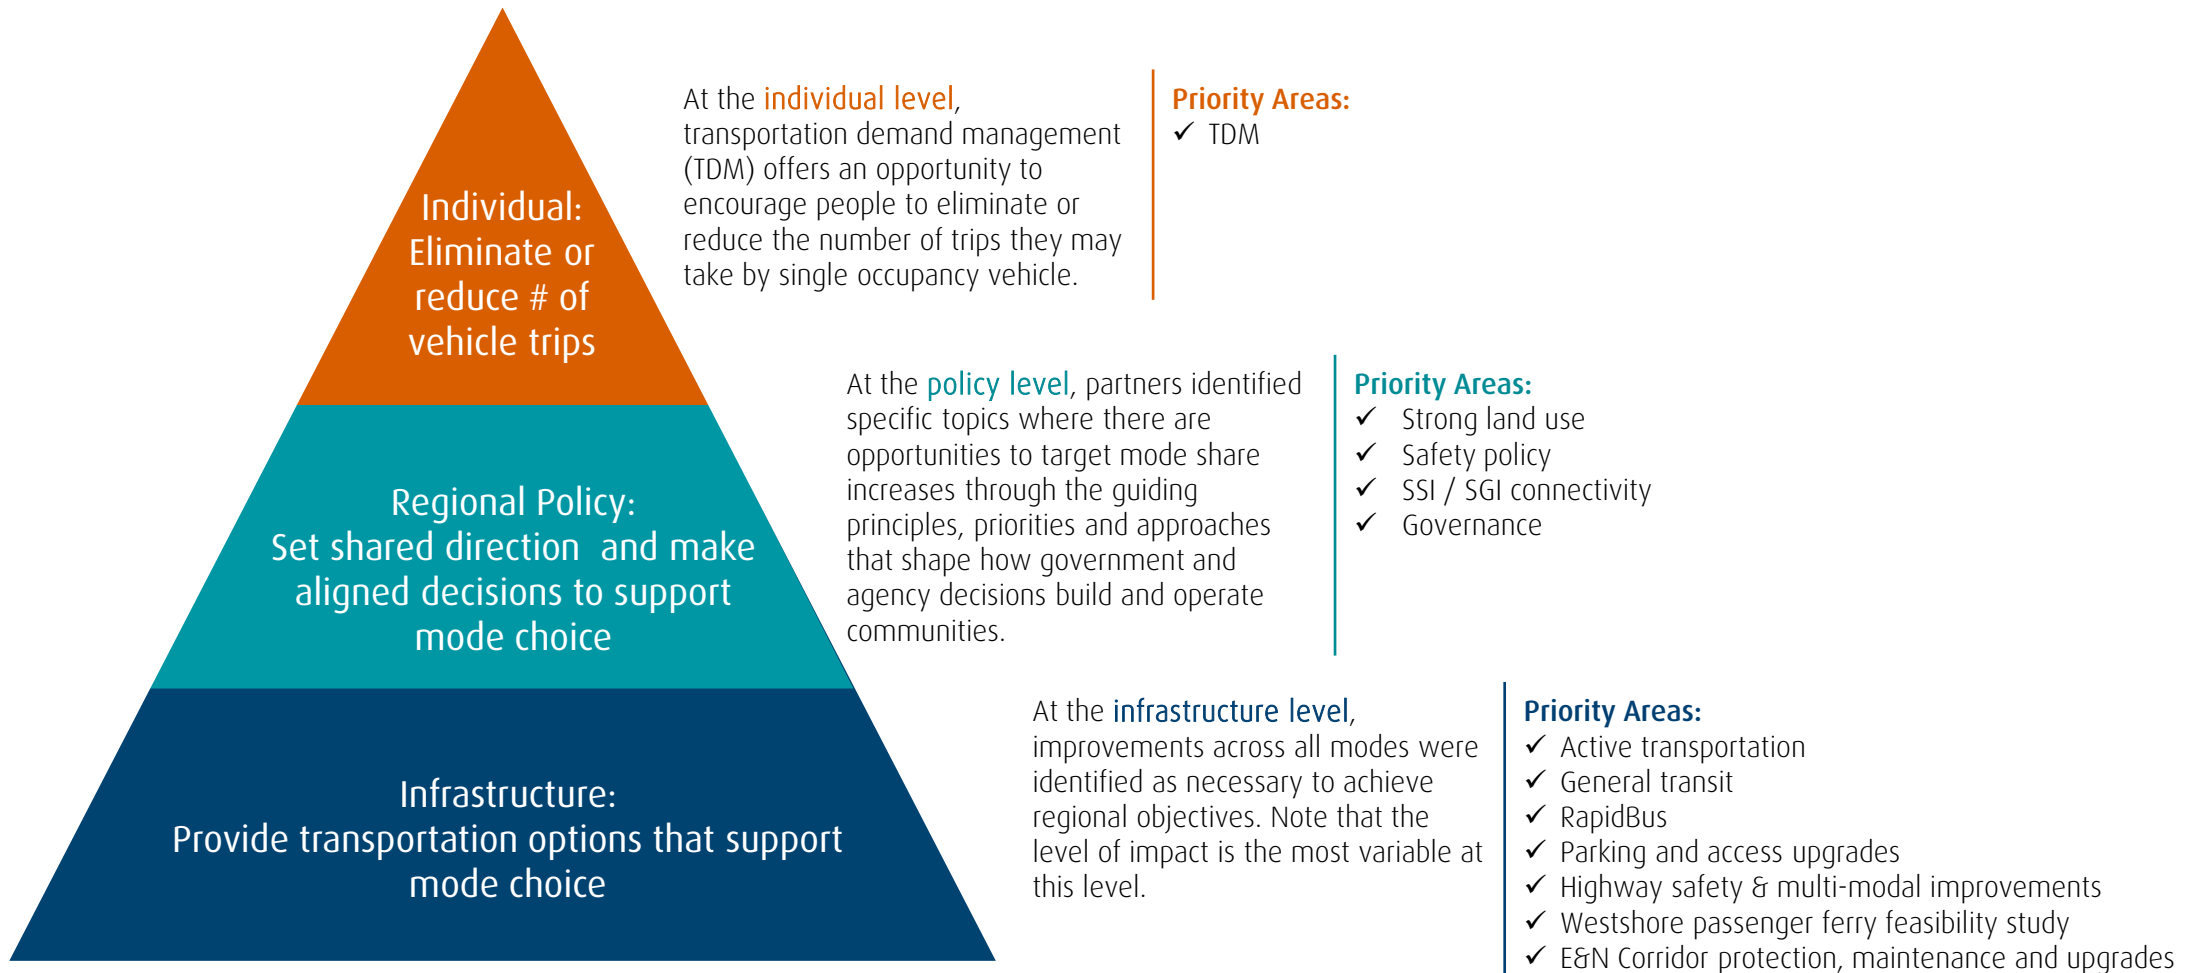 Individual:
Eliminate or
reduce # of
vehicle trips
At the individual level,
transportation demand management
(TDM) offers an opportunity to
encourage people to eliminate or
reduce the number of trips they may
take by single occupancy vehicle.
Priority Areas:
✓ TDM
Regional Policy:
Set shared direction and make
aligned decisions to support
mode choice
At the policy level, partners identified
specific topics where there are
opportunities to target mode share
increases through the guiding
principles, priorities and approaches
that shape how government and
agency decisions build and operate
communities.
Priority Areas:
✓ Strong land use
✓ Safety policy
✓ SSI / SGI connectivity
✓ Governance
Infrastructure:
Provide transportation options that support
mode choice
At the infrastructure level,
improvements across all modes were
identified as necessary to achieve
regional objectives. Note that the
level of impact is the most variable at
this level.
Priority Areas:
✓ Active transportation
✓ General transit
✓ RapidBus
✓ Parking and access upgrades
✓ Highway safety & multi-modal improvements
✓ Westshore passenger ferry feasibility study
✓ E&N Corridor protection, maintenance and upgrades